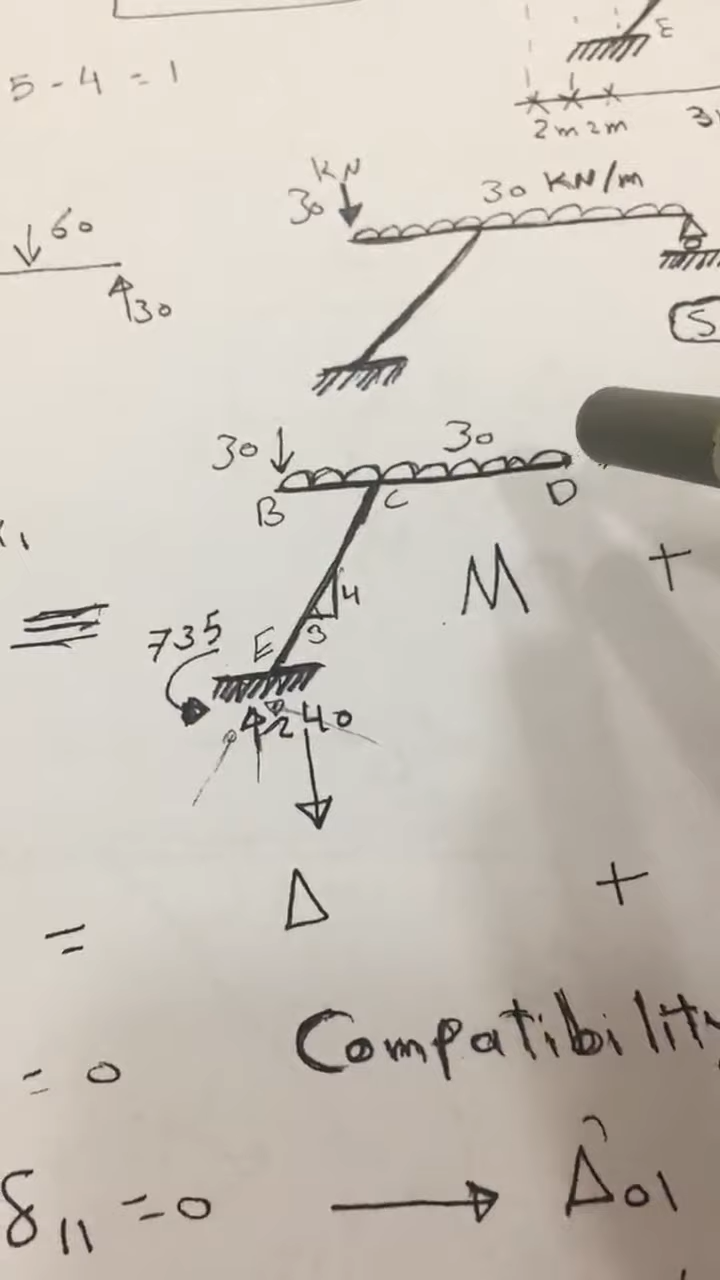 E
5 - 4 = 1
2m 2m
KN
30
30 KN/m
↓60
↑30
30 ↓
30
B
C
D
4
3
M +
735
E
↑240
= Δ +
Compatibility
= 0
δ11 = 0 → Δ01